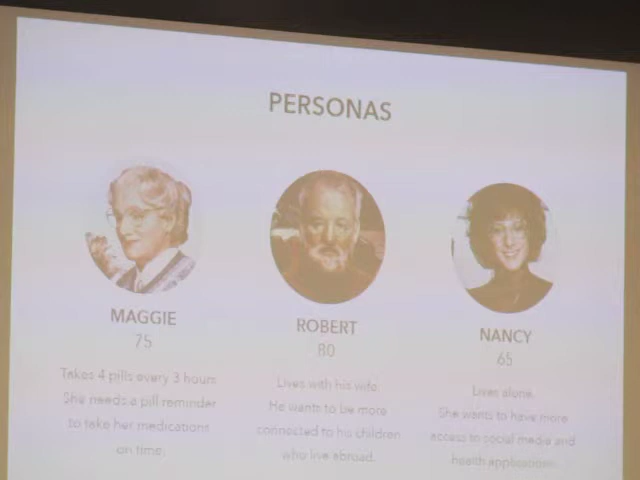 PERSONAS
MAGGIE
75
Takes 4 pills every 3 hours
She needs a pill reminder
to take her medications
on time.
ROBERT
80
Lives with his wife.
He wants to be more
connected to his children
who live abroad.
NANCY
65
Lives alone.
She wants to have more
access to social media and
health applications.